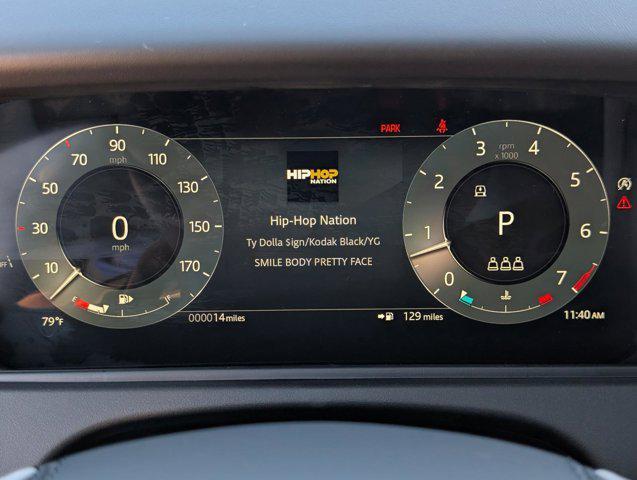 PARK
90
70
110
mph
50
130
30
0
mph
150
10
170
E
F
OFF
79°F
000014 miles
HIPHOP
NATION
Hip-Hop Nation
Ty Dolla Sign/Kodak Black/YG
SMILE BODY PRETTY FACE
129 miles
3
rpm
x 1000
4
2
5
1
P
6
0
7
11:40 AM